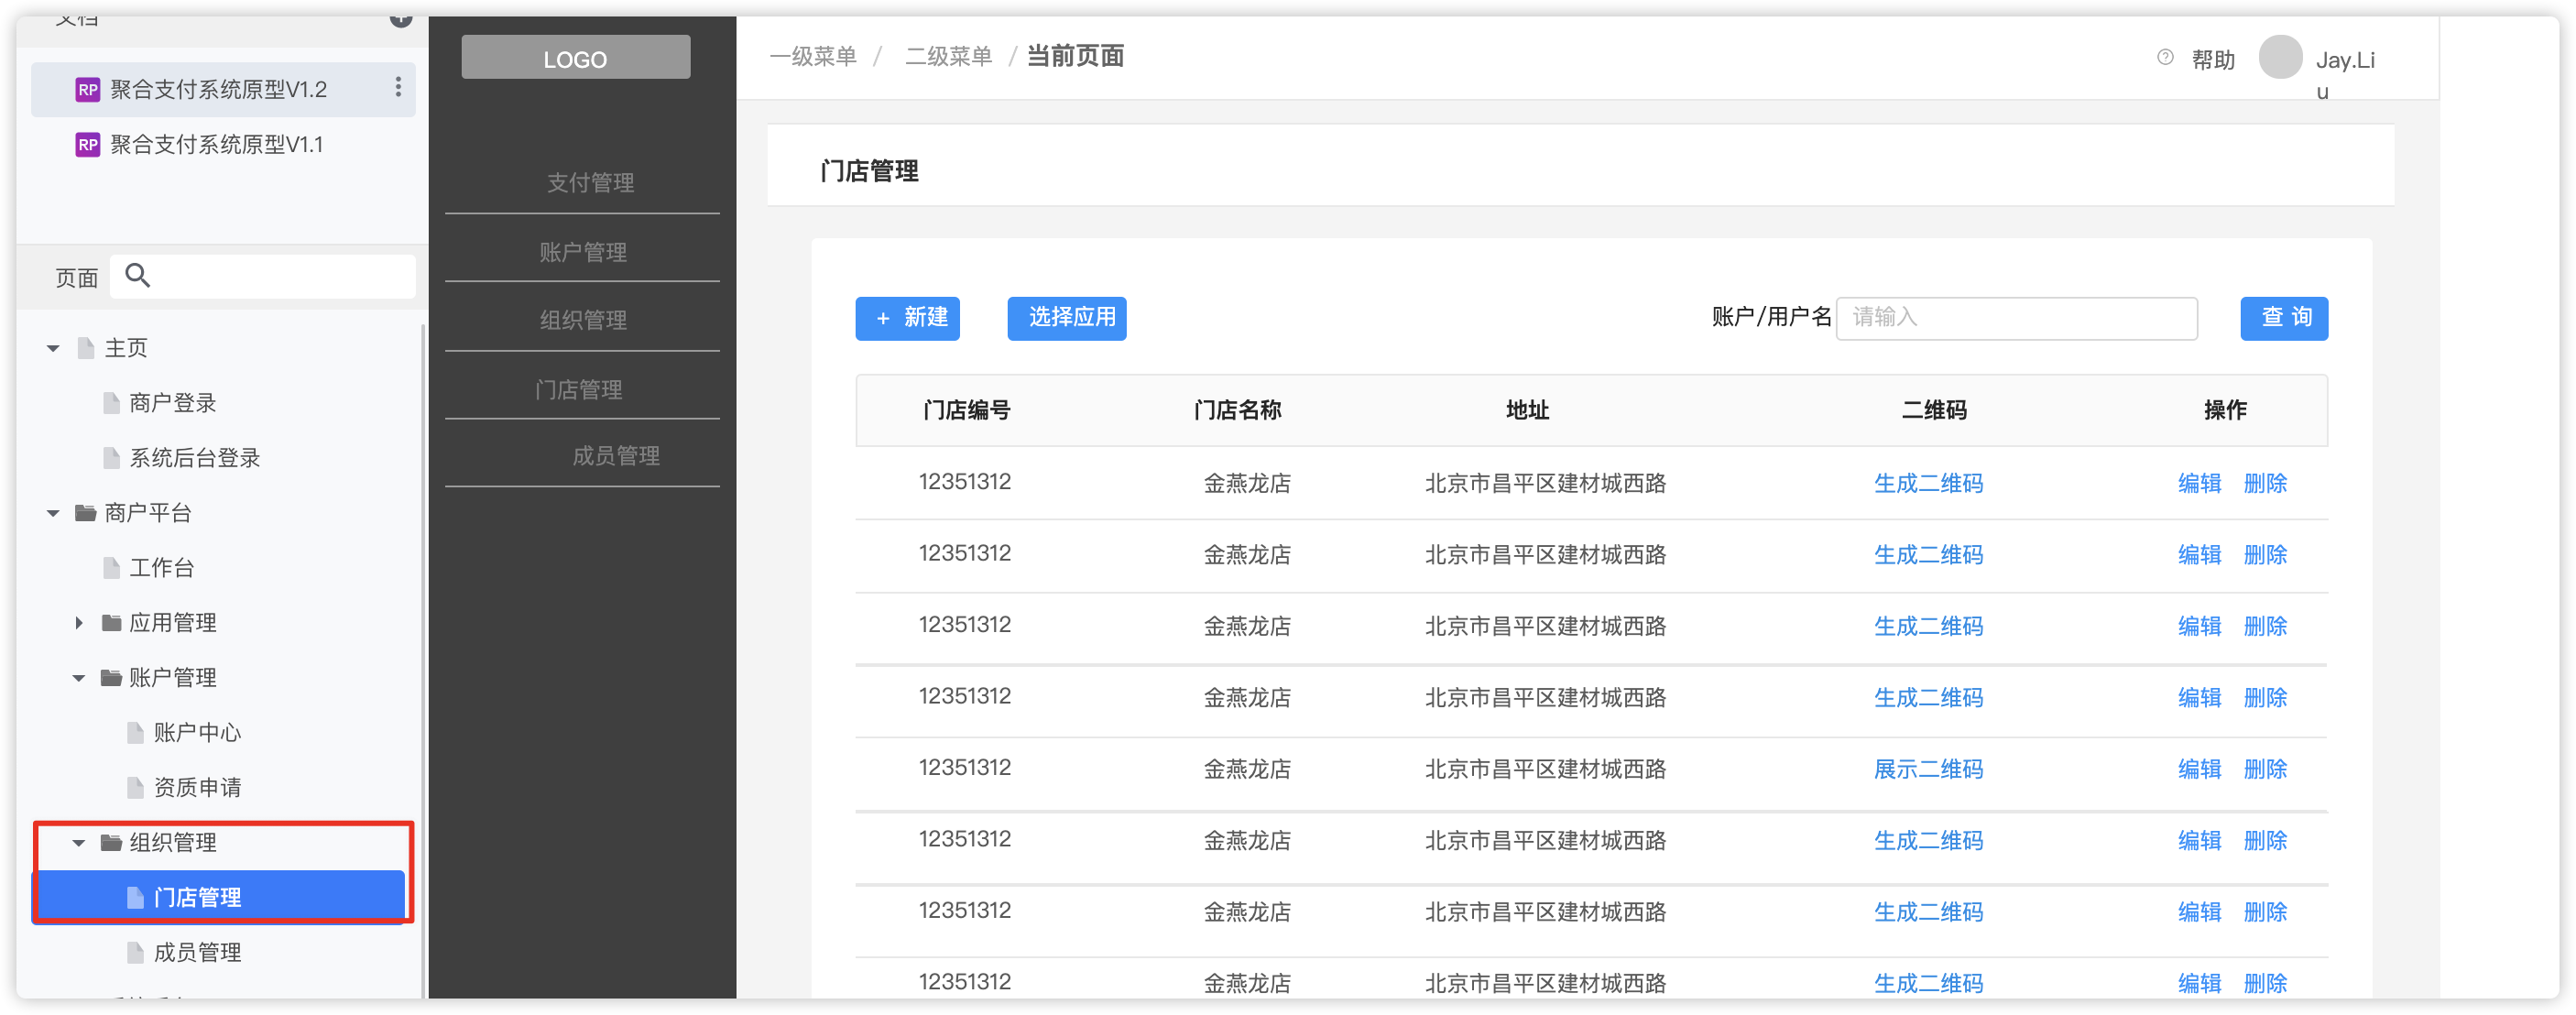 文档
RP 聚合支付系统原型V1.2
RP 聚合支付系统原型V1.1
页面
主页
商户登录
系统后台登录
商户平台
工作台
应用管理
账户管理
账户中心
资质申请
组织管理
门店管理
成员管理
LOGO
支付管理
账户管理
组织管理
门店管理
成员管理
一级菜单 / 二级菜单 / 当前页面
帮助
Jay.Li
u
门店管理
+ 新建 选择应用 账户/用户名 请输入 查 询
门店编号 门店名称 地址 二维码 操作
12351312 金燕龙店 北京市昌平区建材城西路 生成二维码 编辑 删除
12351312 金燕龙店 北京市昌平区建材城西路 生成二维码 编辑 删除
12351312 金燕龙店 北京市昌平区建材城西路 生成二维码 编辑 删除
12351312 金燕龙店 北京市昌平区建材城西路 生成二维码 编辑 删除
12351312 金燕龙店 北京市昌平区建材城西路 展示二维码 编辑 删除
12351312 金燕龙店 北京市昌平区建材城西路 生成二维码 编辑 删除
12351312 金燕龙店 北京市昌平区建材城西路 生成二维码 编辑 删除
12351312 金燕龙店 北京市昌平区建材城西路 生成二维码 编辑 删除